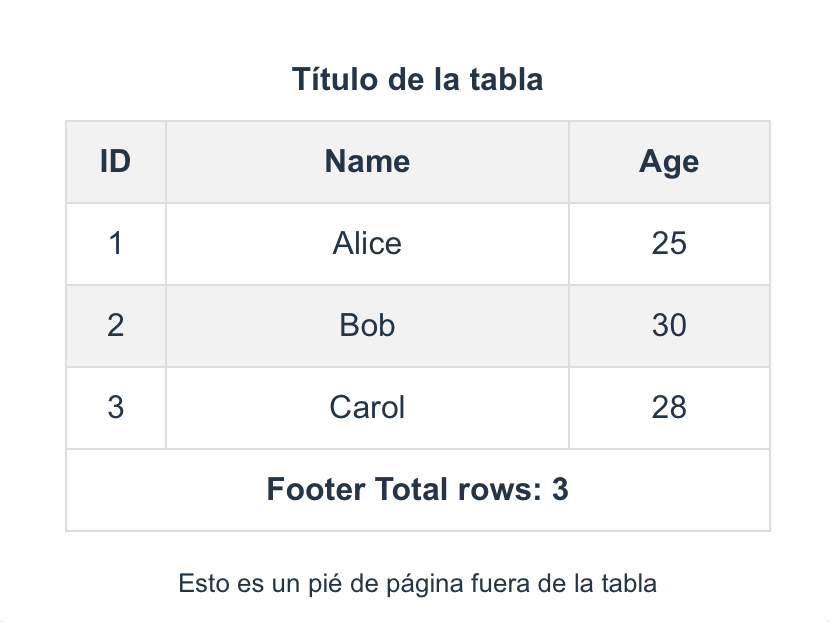 Título de la tabla
ID Name Age
1 Alice 25
2 Bob 30
3 Carol 28
Footer Total rows: 3
Esto es un pié de página fuera de la tabla